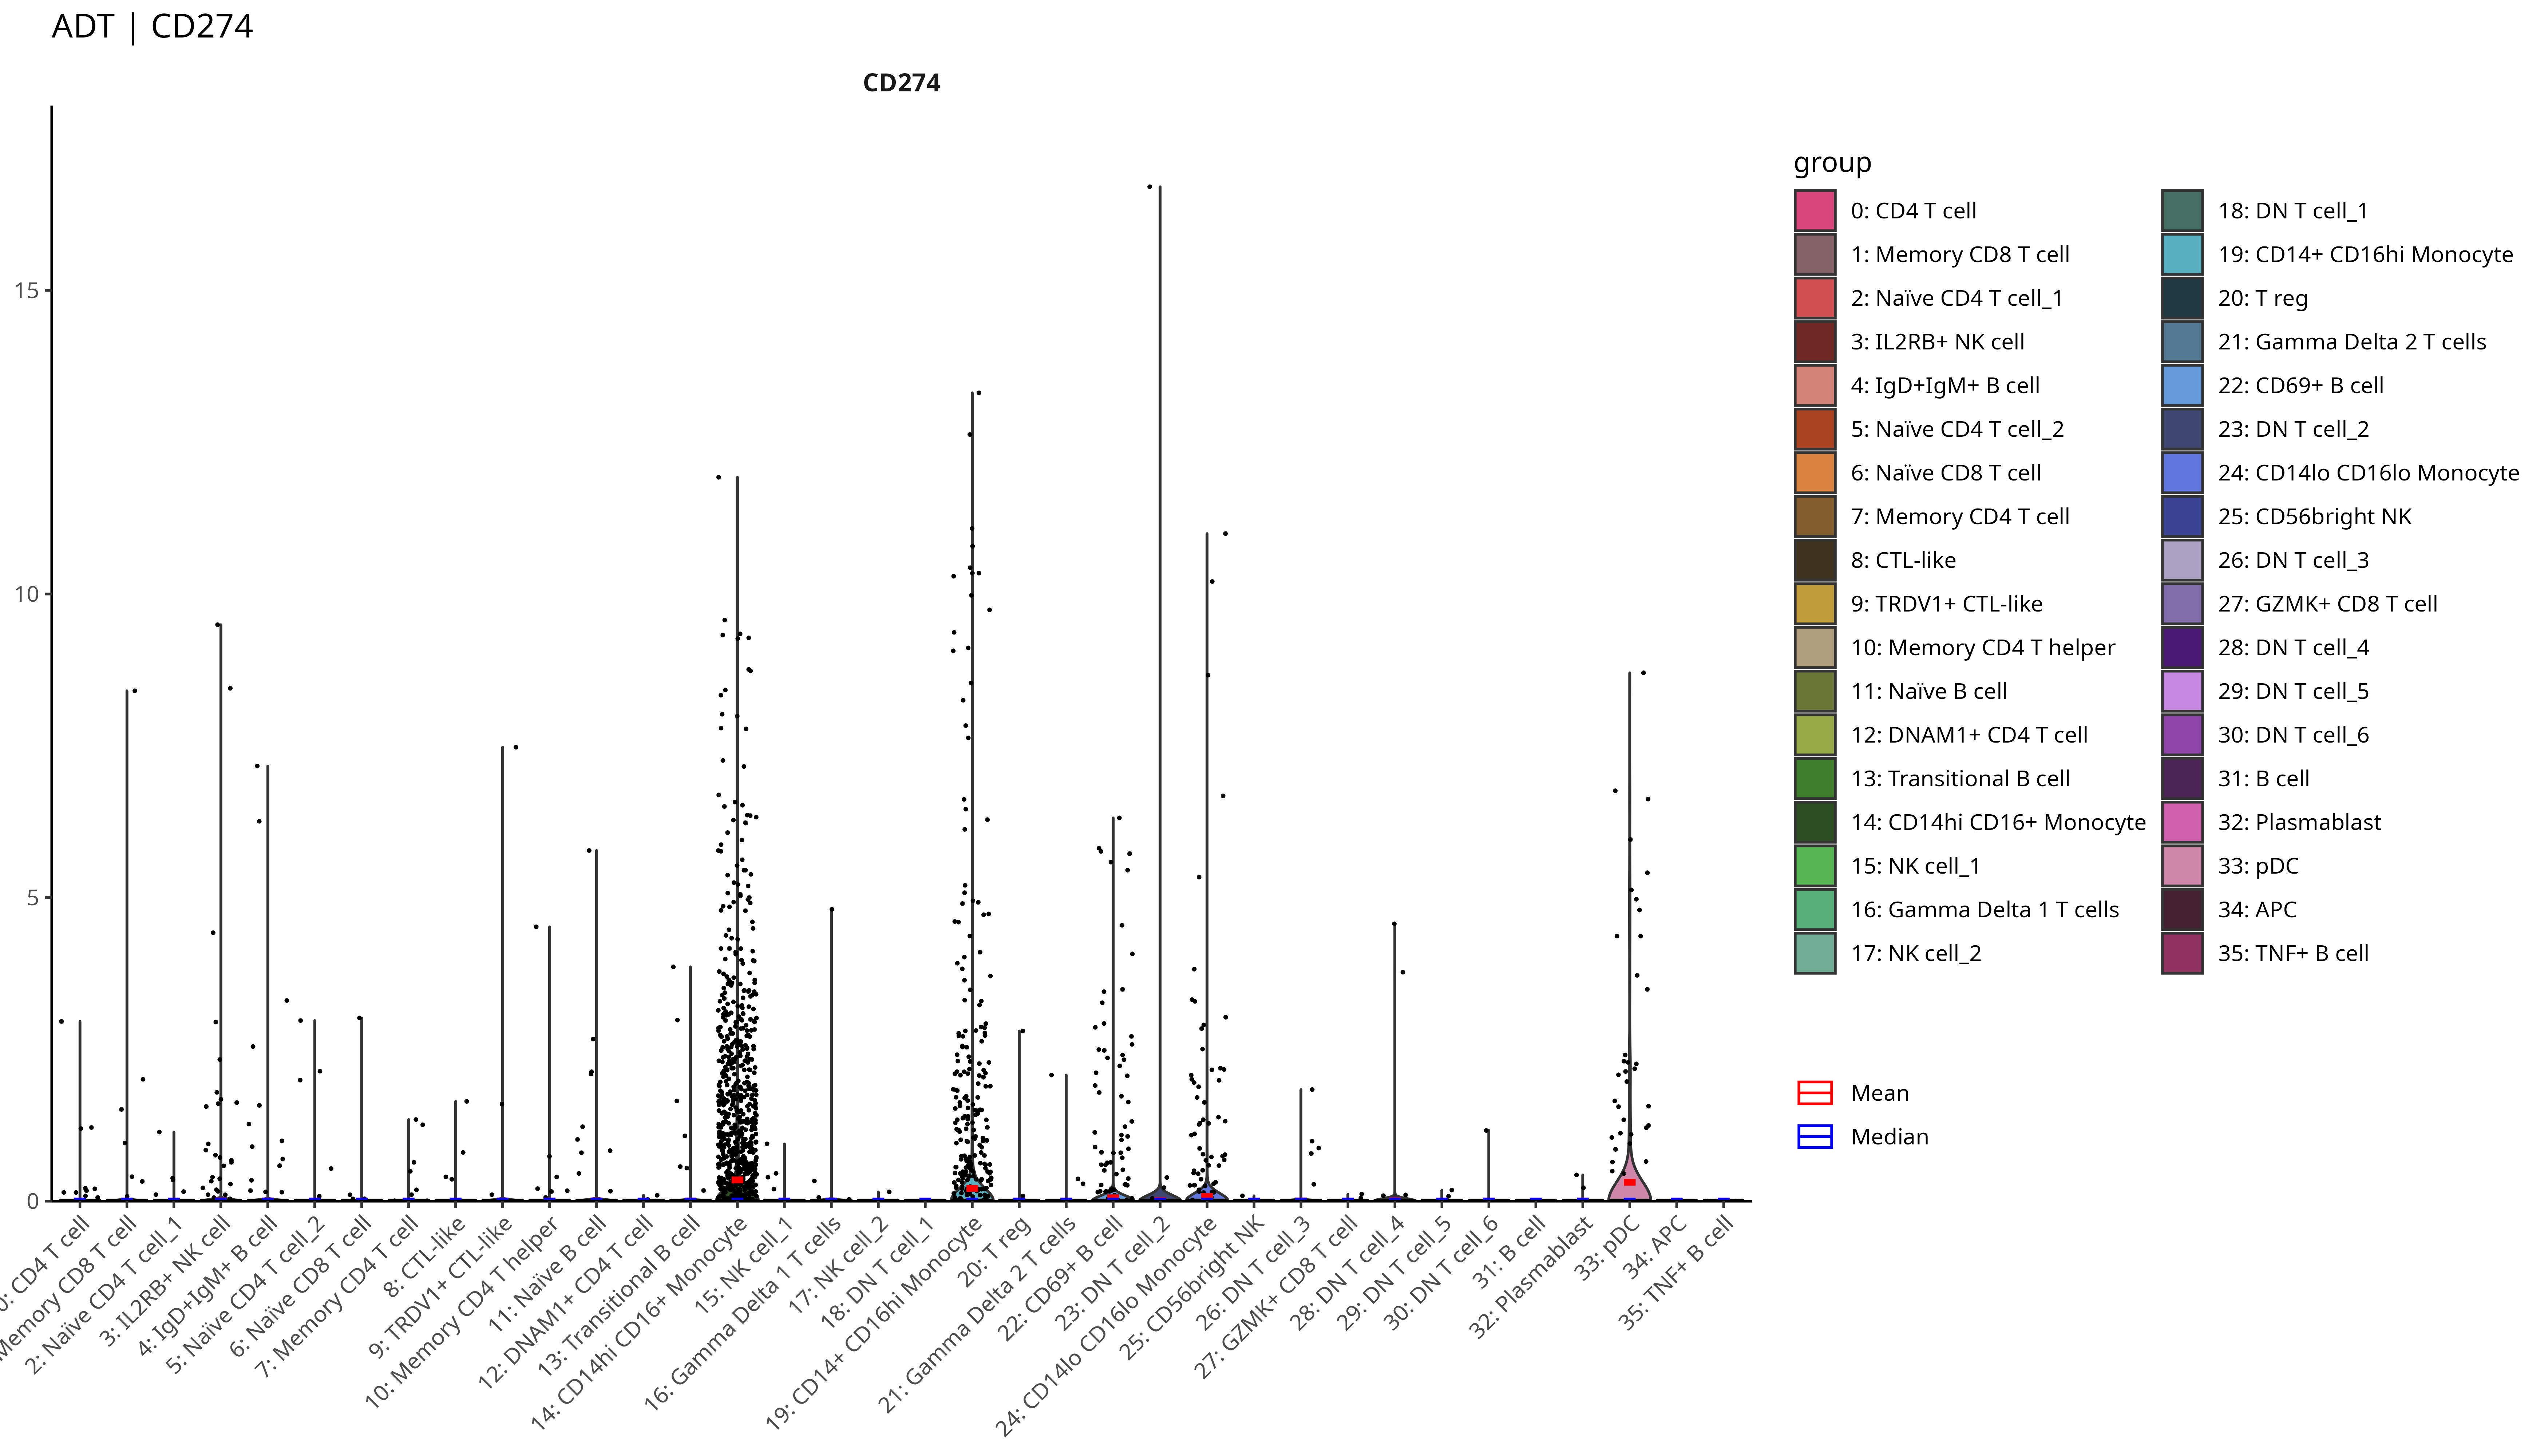 ADT | CD274
CD274
15
10
5
0
0: CD4 T cell
Memory CD8 T cell
2: Naïve CD4 T cell_1
3: IL2RB+ NK cell
4: IgD+IgM+ B cell
5: Naïve CD4 T cell_2
6: Naïve CD8 T cell
7: Memory CD4 T cell
8: CTL-like
9: TRDV1+ CTL-like
10: Memory CD4 T helper
11: Naïve B cell
12: DNAM1+ CD4 T cell
13: Transitional B cell
14: CD14hi CD16+ Monocyte
15: NK cell_1
16: Gamma Delta 1 T cells
17: NK cell_2
18: DN T cell_1
19: CD14+ CD16hi Monocyte
20: T reg
21: Gamma Delta 2 T cells
22: CD69+ B cell
23: DN T cell_2
24: CD14lo CD16lo Monocyte
25: CD56bright NK
26: DN T cell_3
27: GZMK+ CD8 T cell
28: DN T cell_4
29: DN T cell_5
30: DN T cell_6
31: B cell
32: Plasmablast
33: pDC
34: APC
35: TNF+ B cell
group
0: CD4 T cell
1: Memory CD8 T cell
2: Naïve CD4 T cell_1
3: IL2RB+ NK cell
4: IgD+IgM+ B cell
5: Naïve CD4 T cell_2
6: Naïve CD8 T cell
7: Memory CD4 T cell
8: CTL-like
9: TRDV1+ CTL-like
10: Memory CD4 T helper
11: Naïve B cell
12: DNAM1+ CD4 T cell
13: Transitional B cell
14: CD14hi CD16+ Monocyte
15: NK cell_1
16: Gamma Delta 1 T cells
17: NK cell_2
18: DN T cell_1
19: CD14+ CD16hi Monocyte
20: T reg
21: Gamma Delta 2 T cells
22: CD69+ B cell
23: DN T cell_2
24: CD14lo CD16lo Monocyte
25: CD56bright NK
26: DN T cell_3
27: GZMK+ CD8 T cell
28: DN T cell_4
29: DN T cell_5
30: DN T cell_6
31: B cell
32: Plasmablast
33: pDC
34: APC
35: TNF+ B cell
Mean
Median